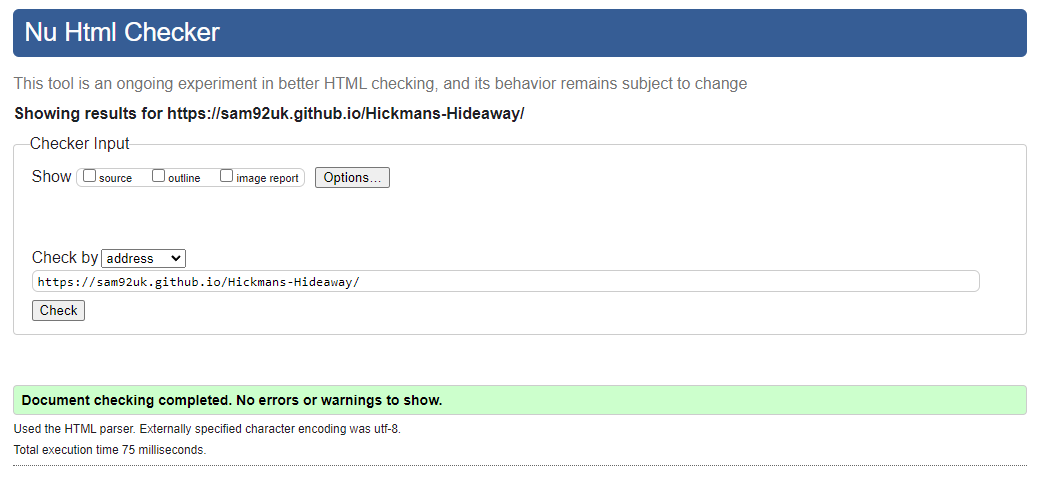 Nu Html Checker
This tool is an ongoing experiment in better HTML checking, and its behavior remains subject to change
Showing results for https://sam92uk.github.io/Hickmans-Hideaway/
Checker Input
Show source outline image report Options...
Check by address
https://sam92uk.github.io/Hickmans-Hideaway/
Check
Document checking completed. No errors or warnings to show.
Used the HTML parser. Externally specified character encoding was utf-8.
Total execution time 75 milliseconds.